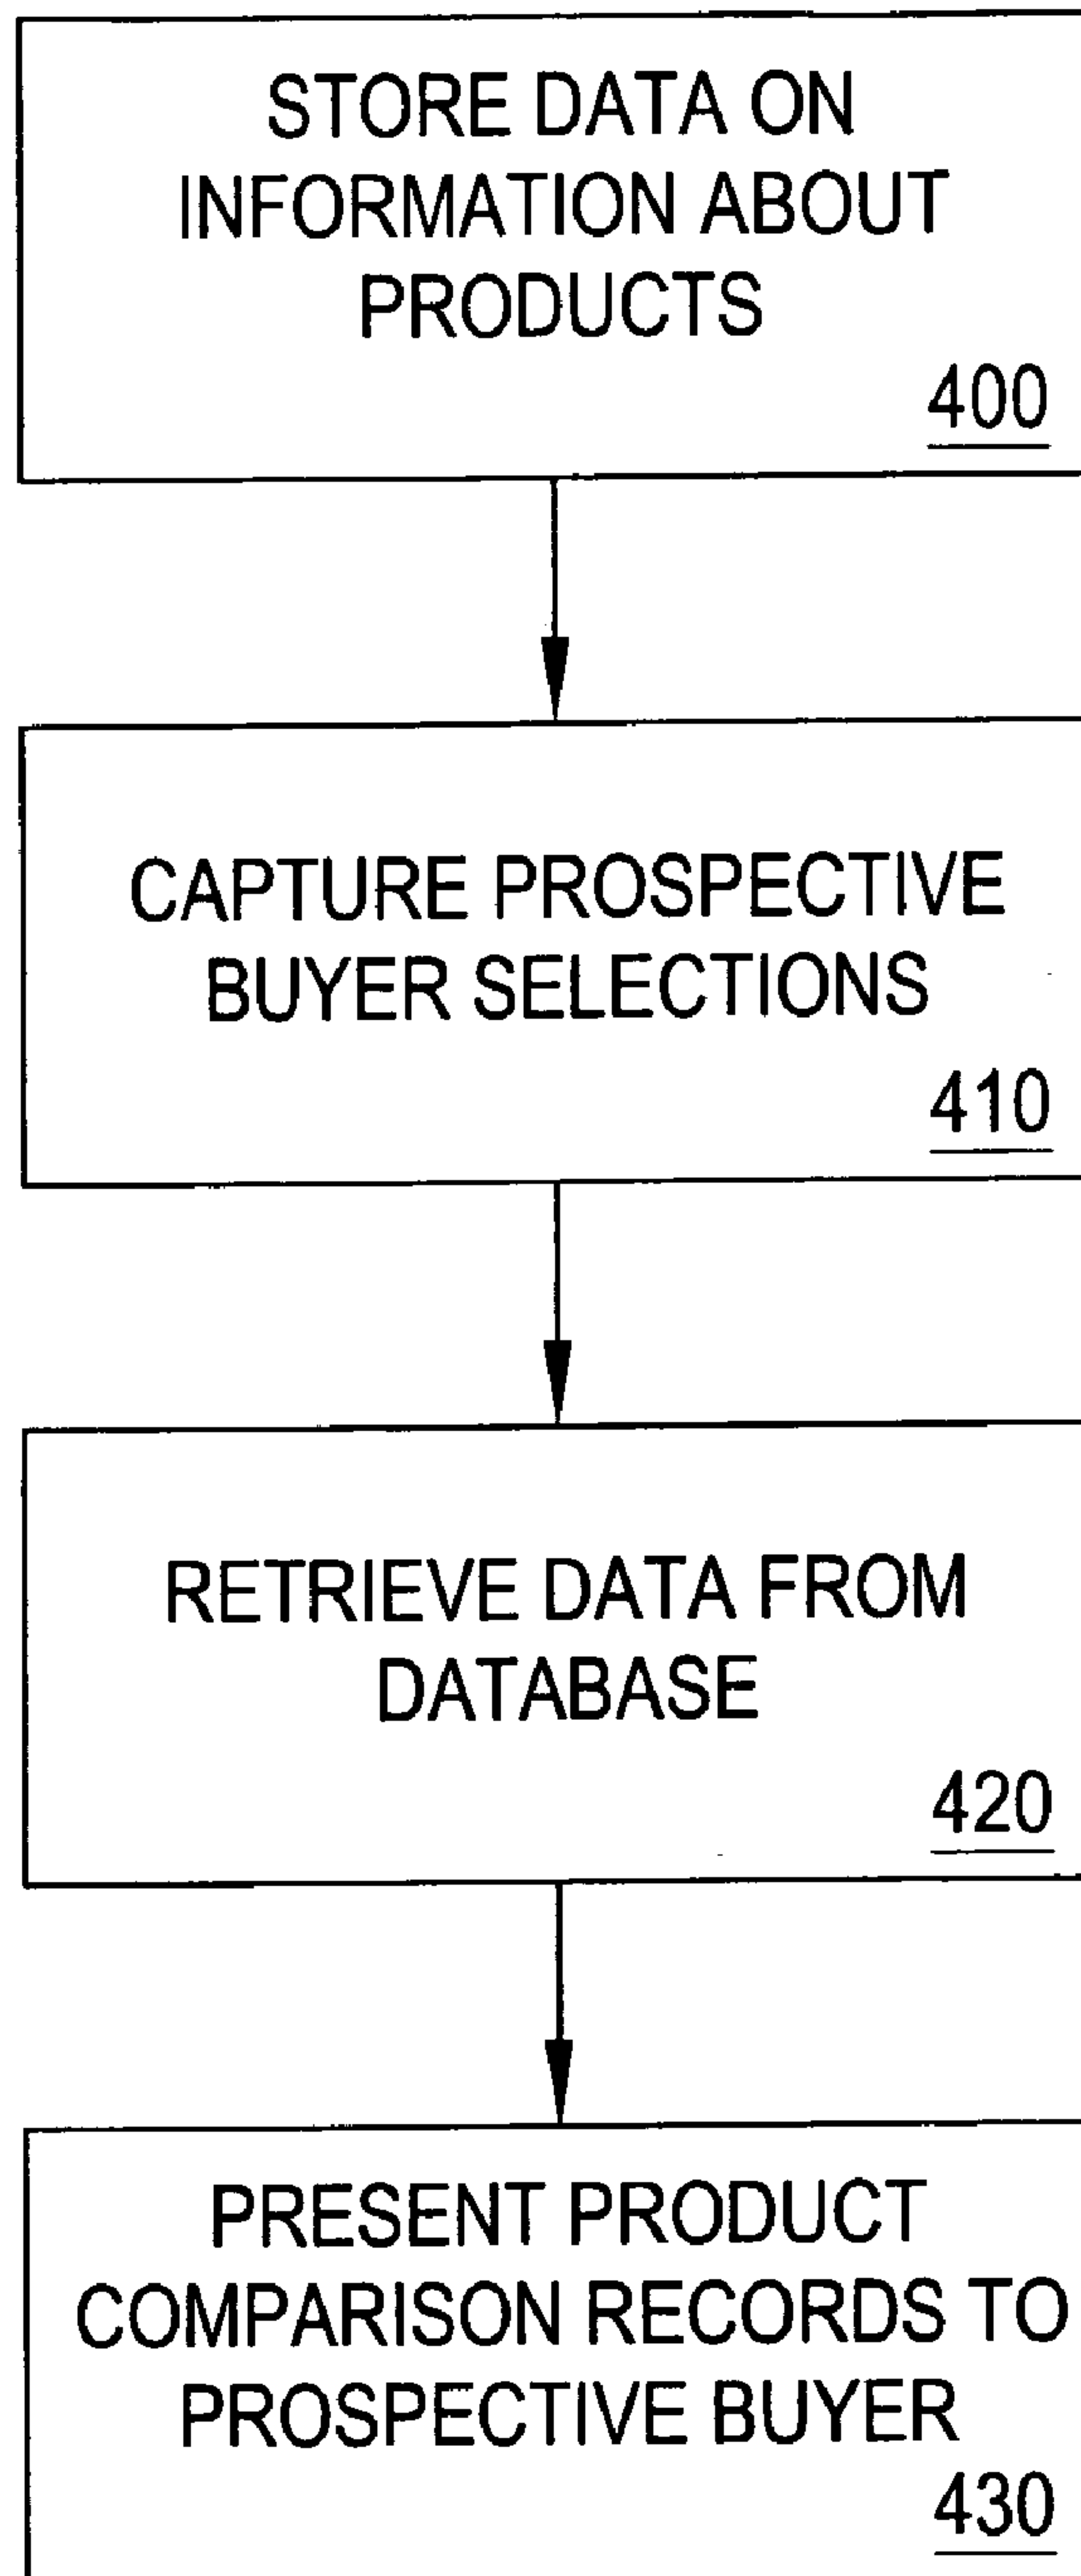 STORE DATA ON
INFORMATION ABOUT
PRODUCTS
400
CAPTURE PROSPECTIVE
BUYER SELECTIONS
410
RETRIEVE DATA FROM
DATABASE
420
PRESENT PRODUCT
COMPARISON RECORDS TO
PROSPECTIVE BUYER
430